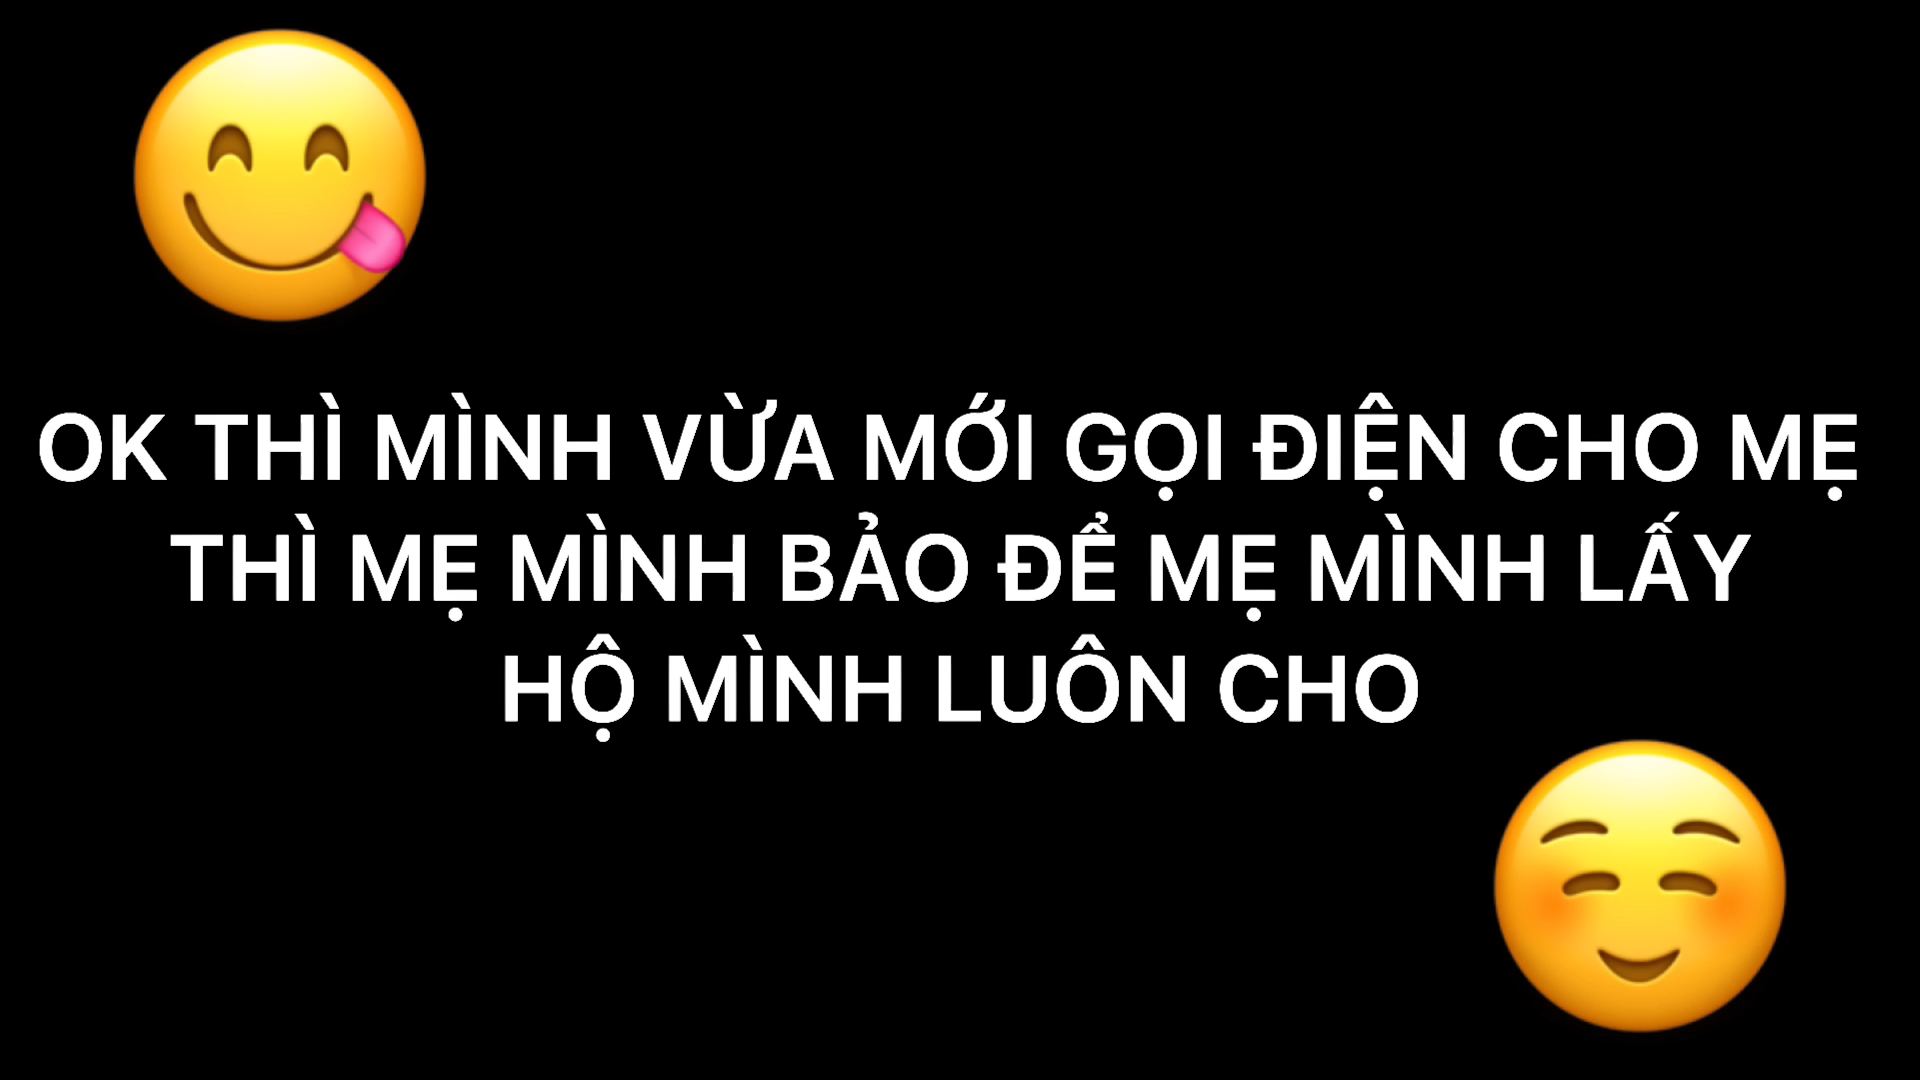 OK THÌ MÌNH VỪA MỚI GỌI ĐIỆN CHO MẸ
THÌ MẸ MÌNH BẢO ĐỂ MẸ MÌNH LẤY
HỘ MÌNH LUÔN CHO